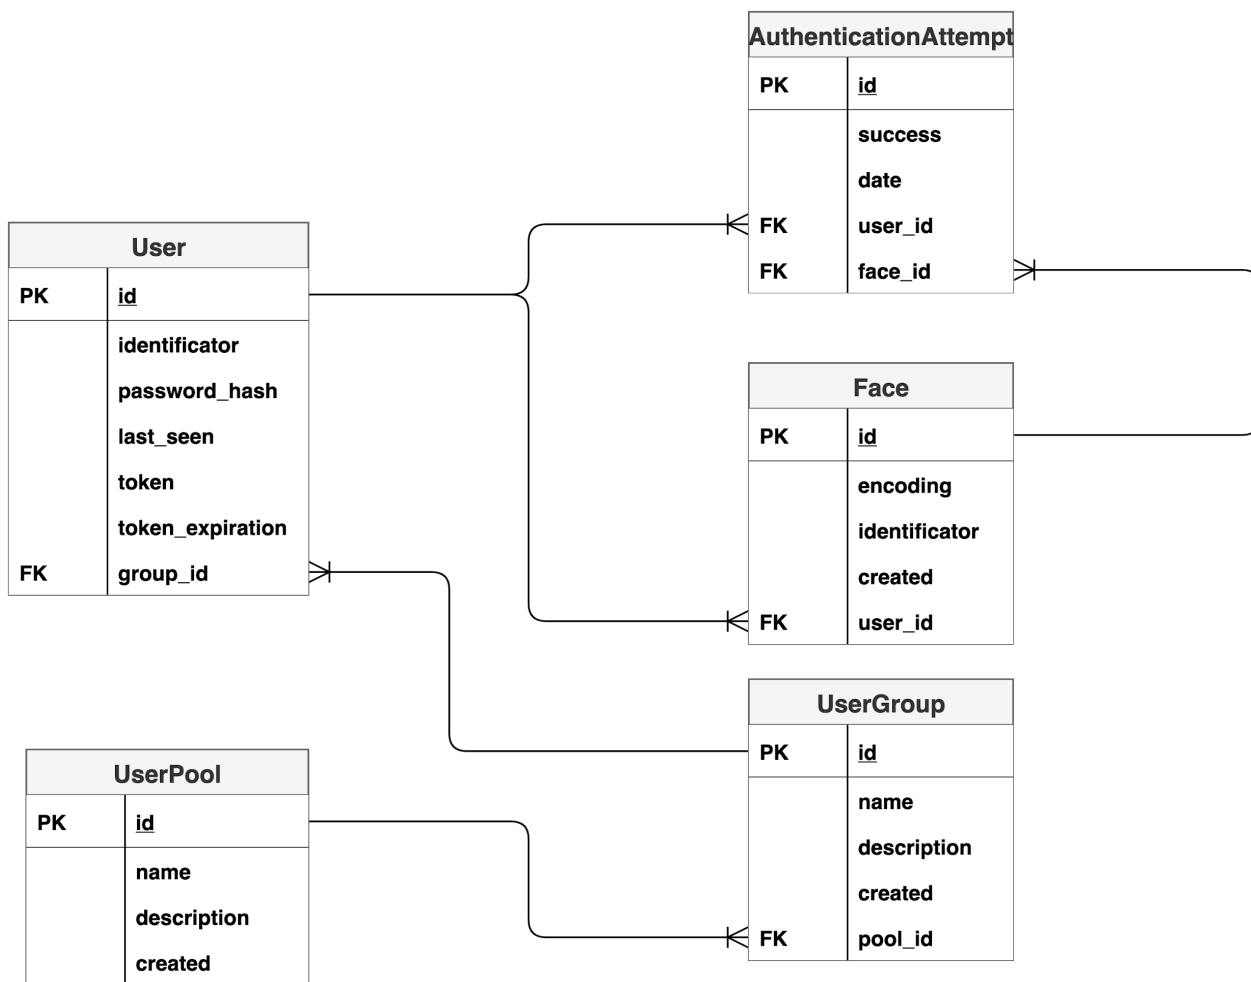 AuthenticationAttempt
PK id
success
date
FK user_id
FK face_id
User
PK id
identificator
password_hash
last_seen
token
token_expiration
FK group_id
Face
PK id
encoding
identificator
created
FK user_id
UserGroup
PK id
name
description
created
FK pool_id
UserPool
PK id
name
description
created